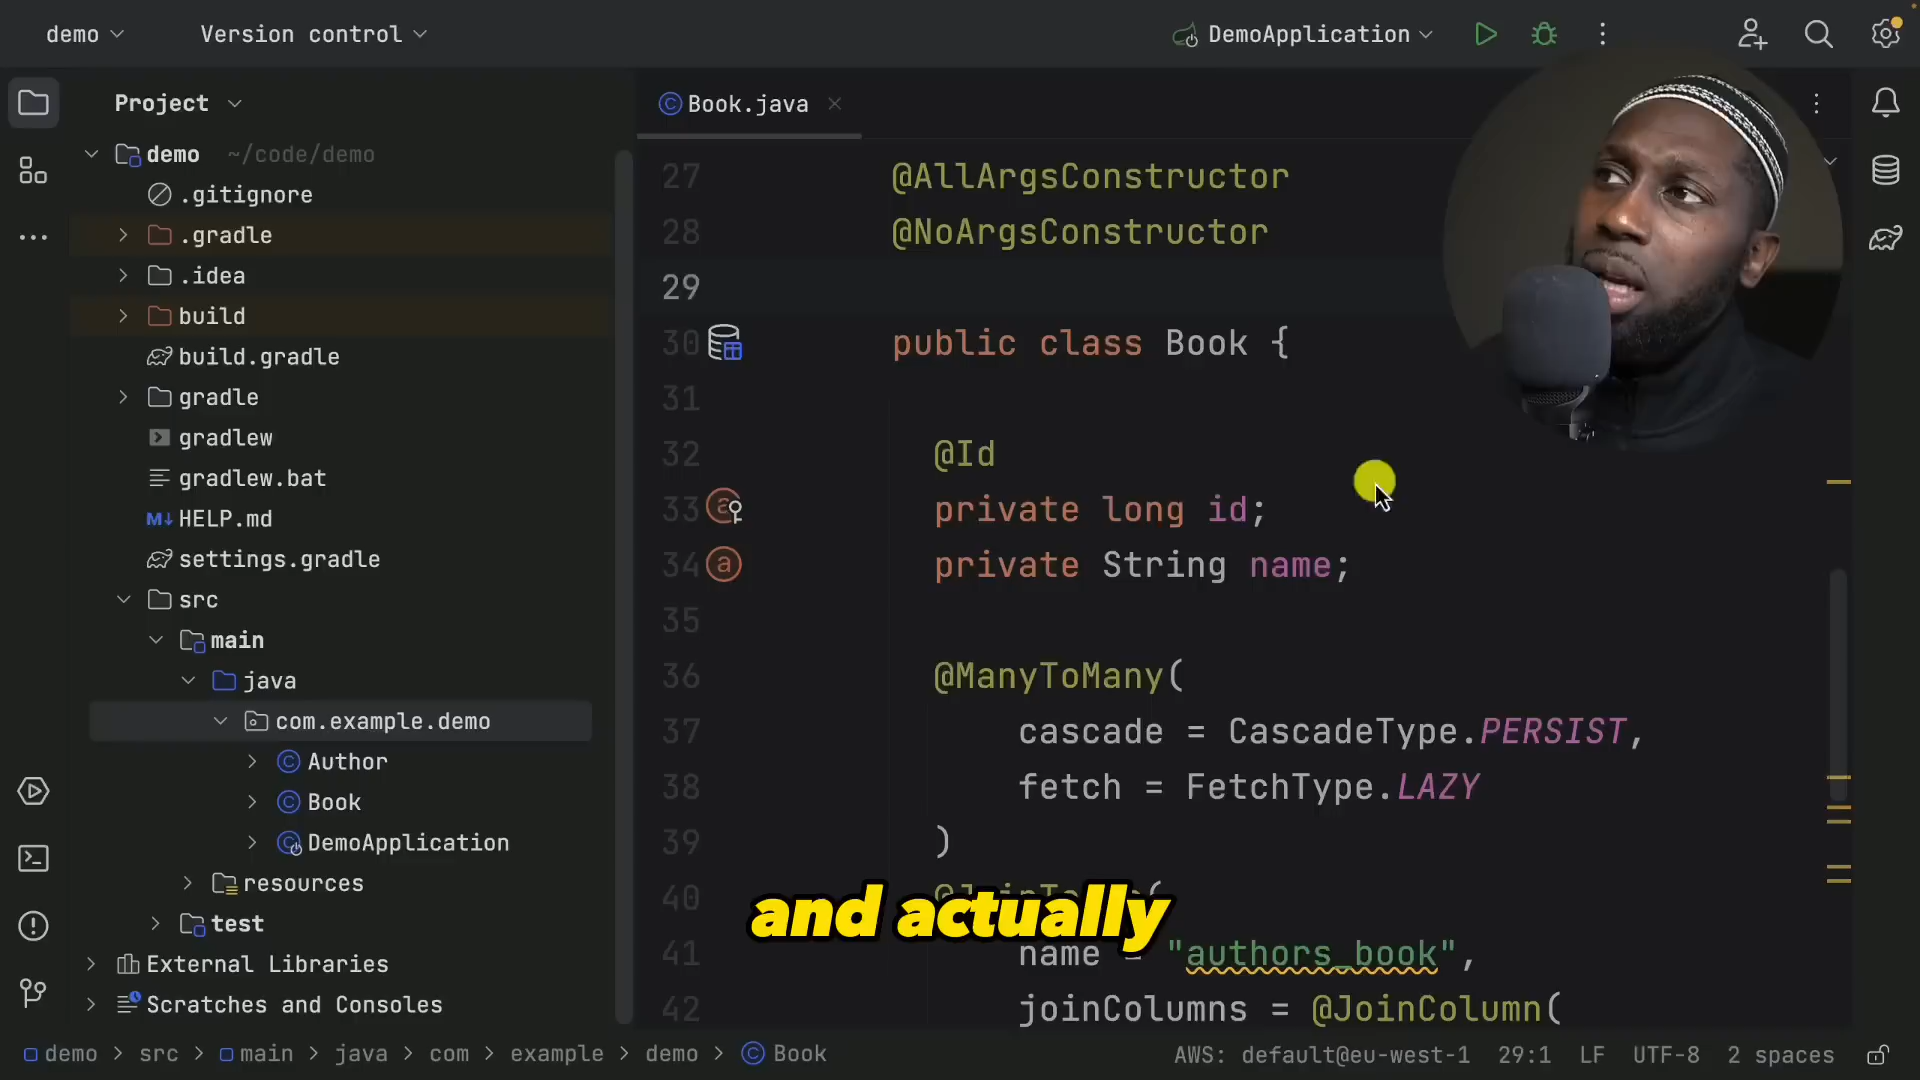 demo
Version control
DemoApplication
Project
demo ~/code/demo
.gitignore
.gradle
.idea
build
build.gradle
gradle
gradlew
gradlew.bat
M↓ HELP.md
settings.gradle
src
main
java
com.example.demo
Author
Book
DemoApplication
resources
test
External Libraries
Scratches and Consoles
Book.java
27 @AllArgsConstructor
28 @NoArgsConstructor
29
30 public class Book {
31
32 @Id
33 private long id;
34 private String name;
35
36 @ManyToMany(
37 cascade = CascadeType.PERSIST,
38 fetch = FetchType.LAZY
39 )
40
and actually
41 name = "authors_book",
42 joinColumns = @JoinColumn(
demo > src > main > java > com > example > demo > Book
AWS: default@eu-west-1 29:1 LF UTF-8 2 spaces